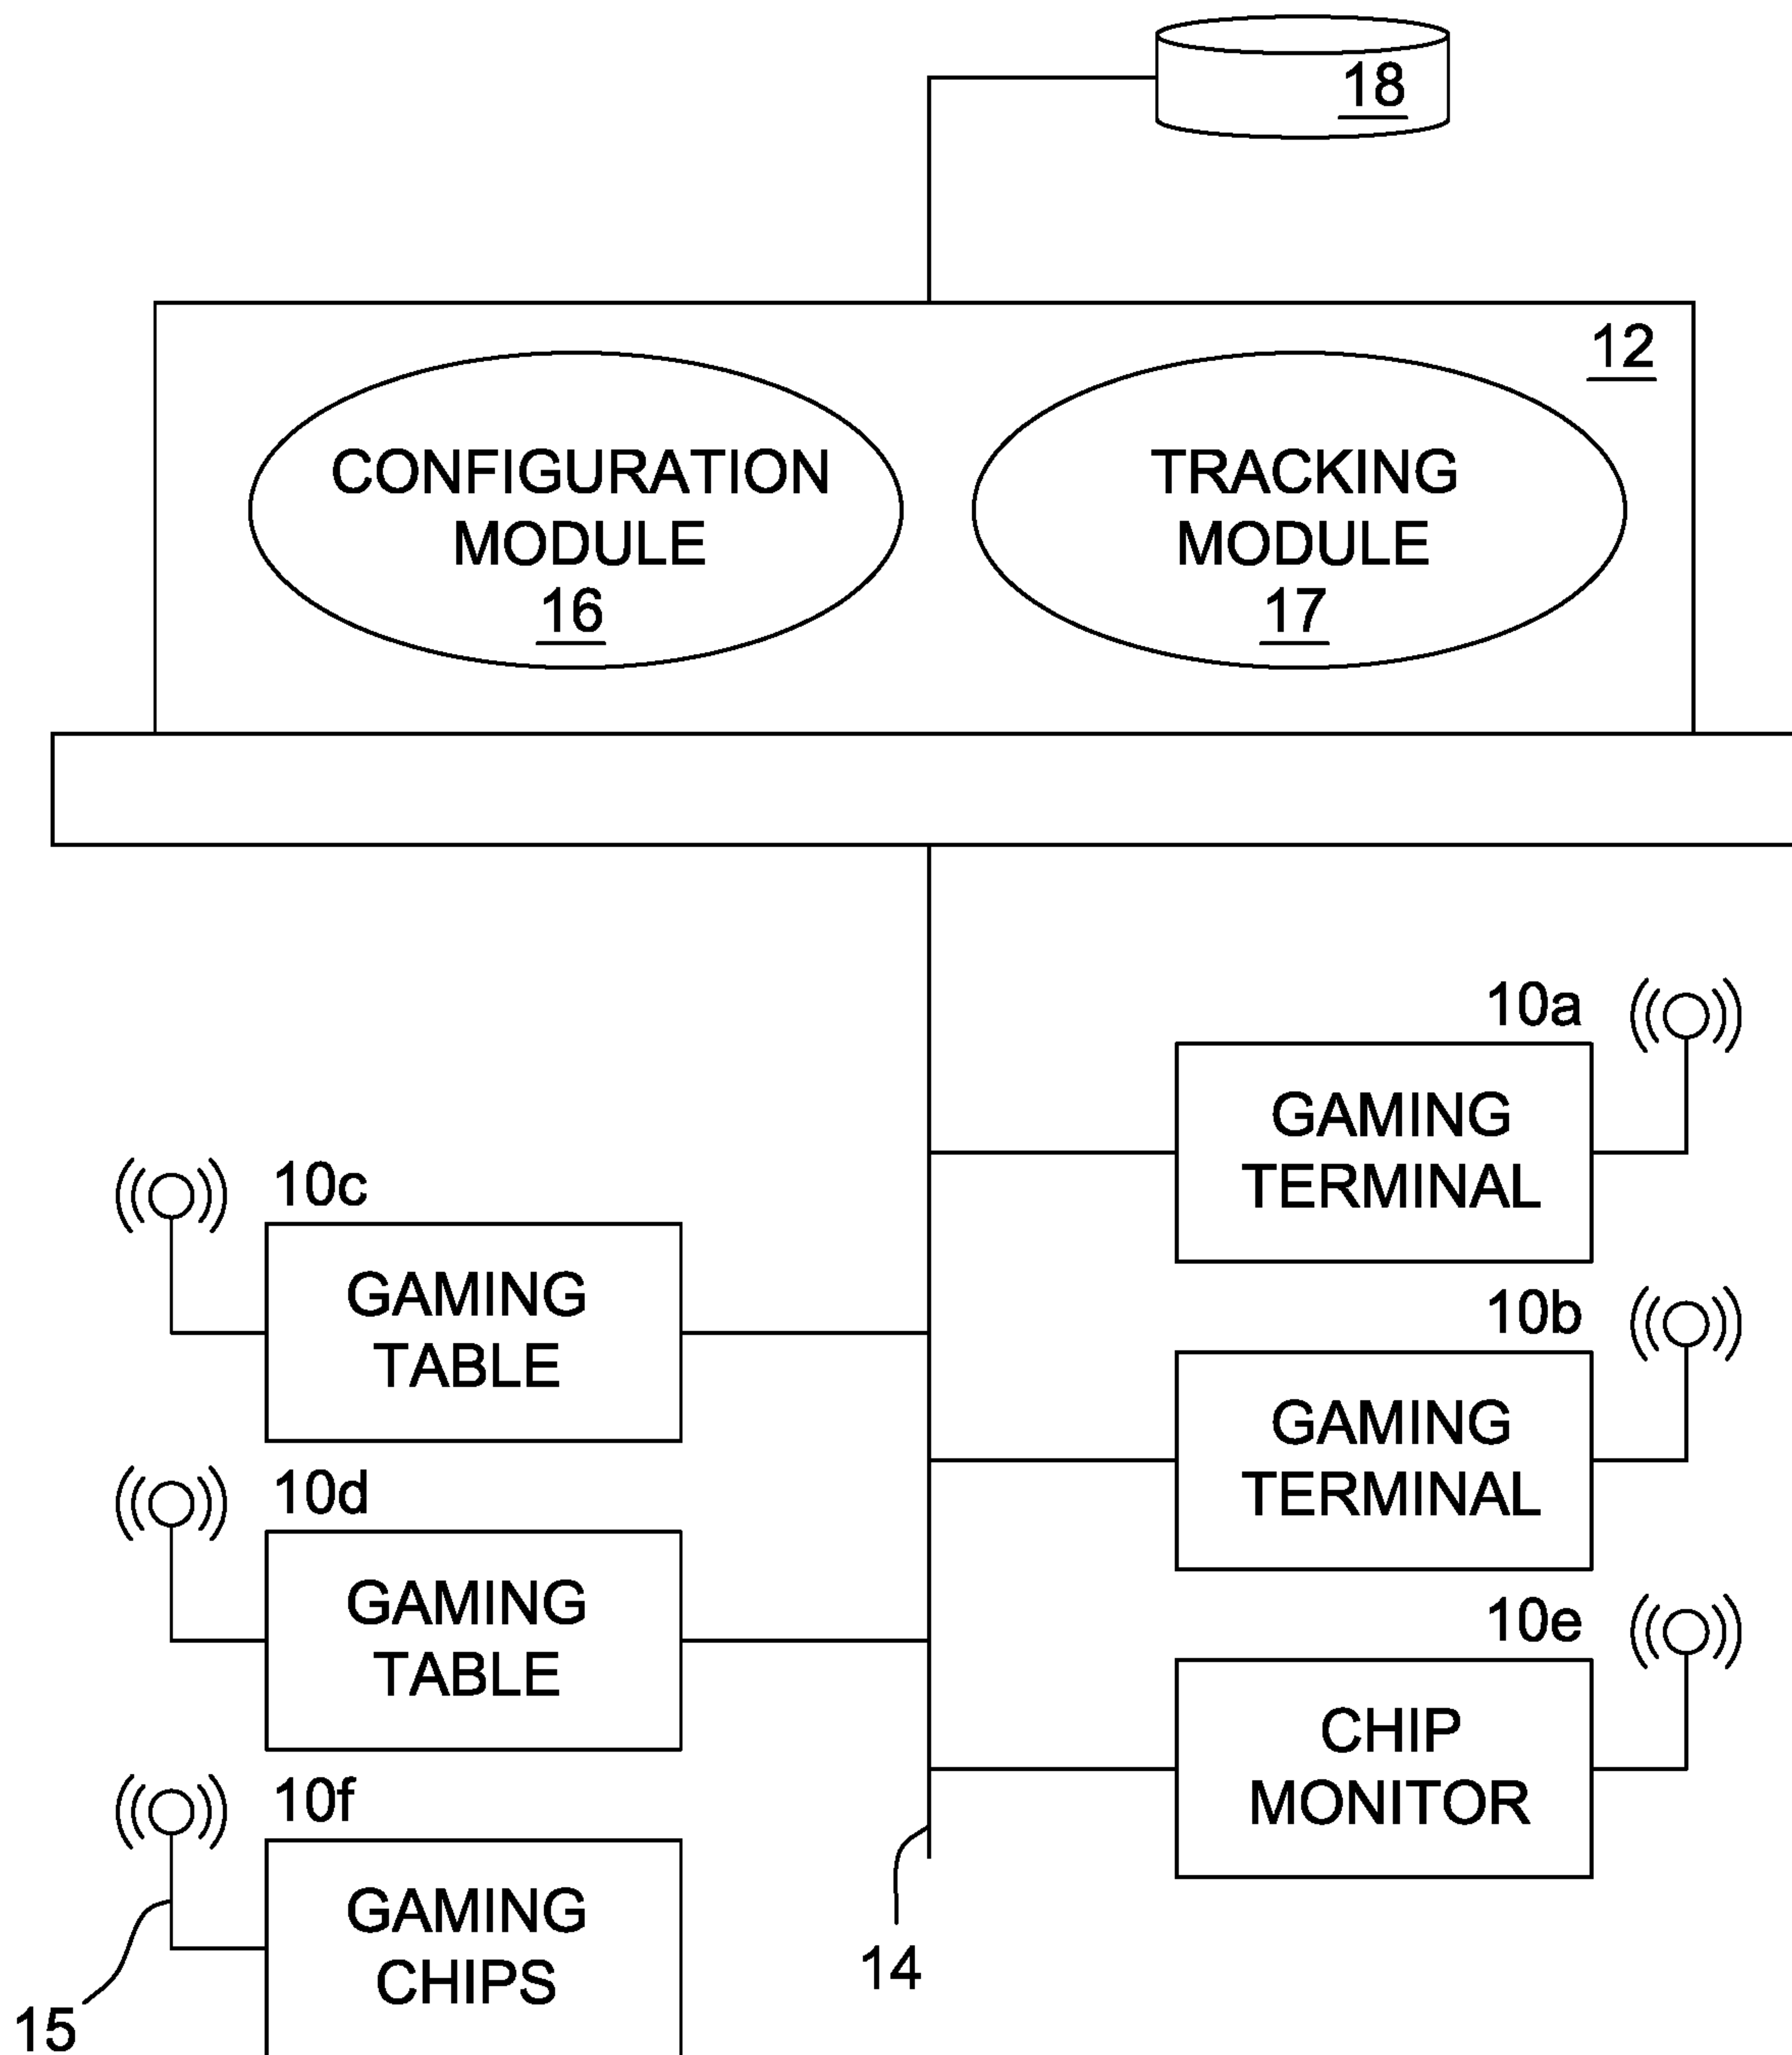 18
12
CONFIGURATION
MODULE
16
TRACKING
MODULE
17
10a
GAMING
TERMINAL
10c
GAMING
TABLE
10b
GAMING
TERMINAL
10d
GAMING
TABLE
10e
CHIP
MONITOR
10f
GAMING
CHIPS
14
15